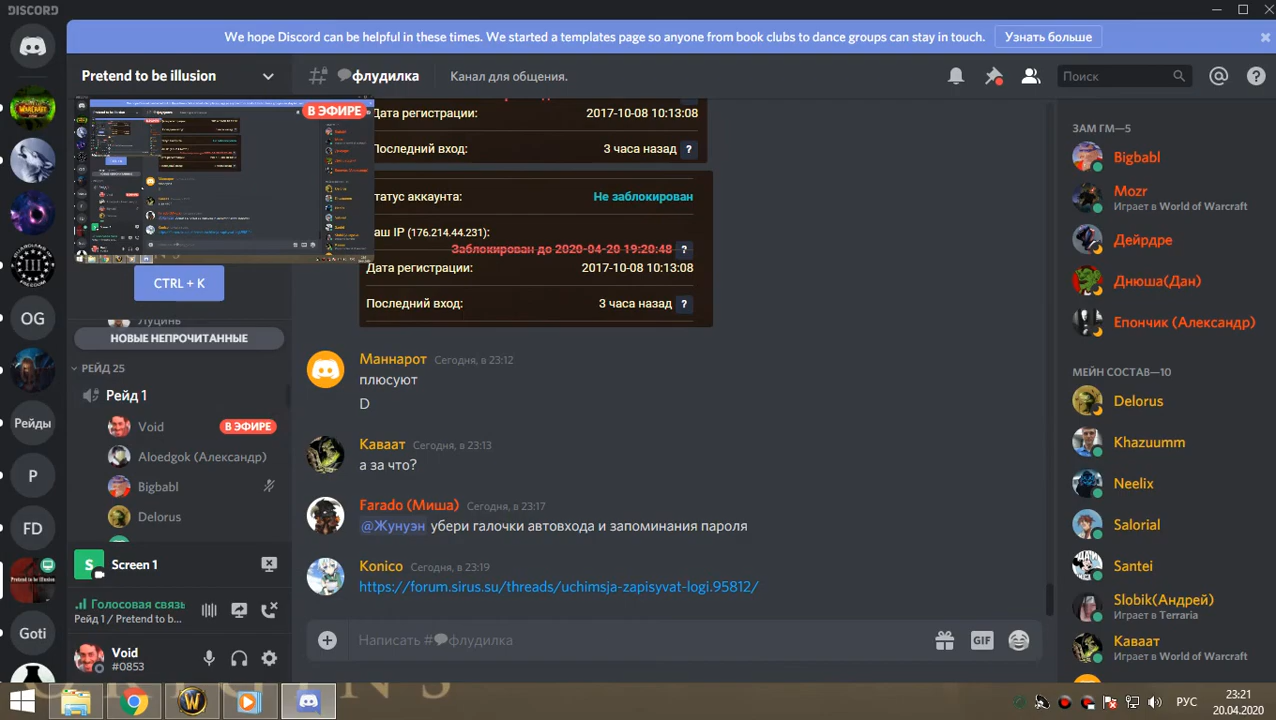 DISCORD
We hope Discord can be helpful in these times. We started a templates page so anyone from book clubs to dance groups can stay in touch.
Узнать больше
Pretend to be illusion
флудилка
Канал для общения.
Поиск
В ЭФИРЕ
CTRL + K
Луцинь
НОВЫЕ НЕПРОЧИТАННЫЕ
РЕЙД 25
Рейд 1
Void
В ЭФИРЕ
Aloedgok (Александр)
Bigbabl
Delorus
S
Screen 1
Голосовая связь
Рейд 1 / Pretend to b...
Void
#0853
OG
Рейды
P
FD
Pretend to be illusion
Goti
Дата регистрации:
10:13:08
Последний вход:
3 часа назад ?
татус аккаунта:
Не заблокирован
аш IP (176.214.44.231):
Заблокирован до 2020-04-20 19:20:48 ?
Дата регистрации:
2017-10-08 10:13:08
Последний вход:
3 часа назад ?
Маннарот Сегодня, в 23:12
плюсуют
D
Каваат Сегодня, в 23:13
а за что?
Farado (Миша) Сегодня, в 23:17
@Жунуэн убери галочки автовхода и запоминания пароля
Konico Сегодня, в 23:19
https://forum.sirus.su/threads/uchimsja-zapisyvat-logi.95812/
Написать #флудилка
GIF
ЗАМ ГМ—5
Bigbabl
Mozr
Играет в World of Warcraft
Дейрдре
Днюша(Дан)
Епончик (Александр)
МЕЙН СОСТАВ—10
Delorus
Khazuumm
Neelix
Salorial
Santei
Slobik(Андрей)
Играет в Terraria
Каваат
Играет в World of Warcraft
РУС
23:21
20.04.2020